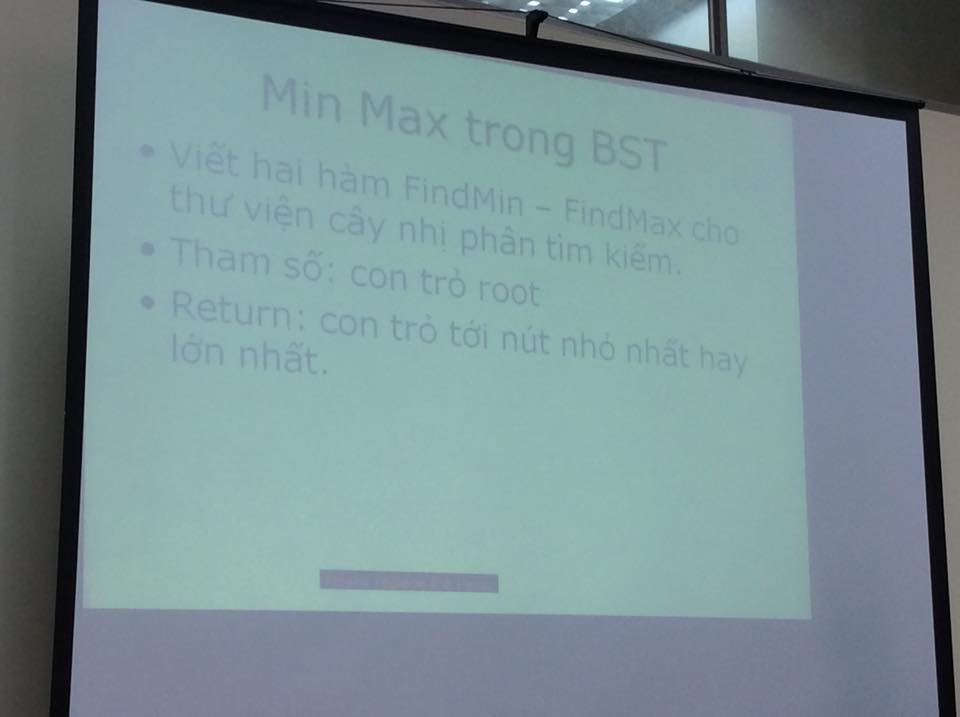 Min Max trong BST
• Viết hai hàm FindMin – FindMax cho
thư viện cây nhị phân tìm kiếm.
• Tham số: con trỏ root
• Return: con trỏ tới nút nhỏ nhất hay
lớn nhất.